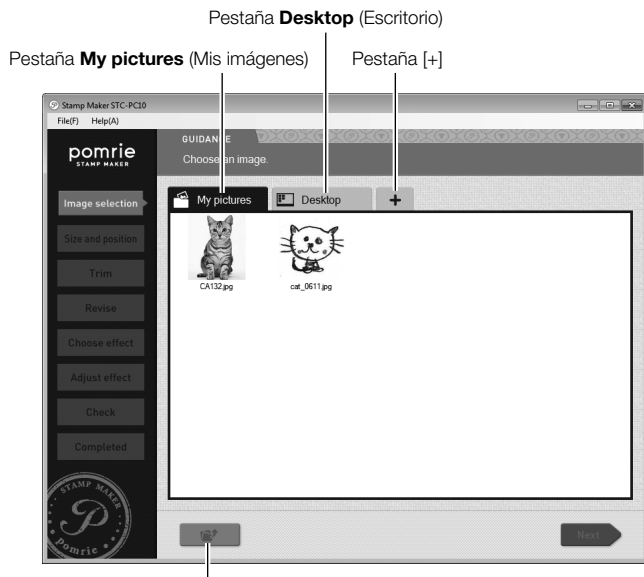 Pestaña Desktop (Escritorio)
Pestaña My pictures (Mis imágenes)
Pestaña [+]
Stamp Maker STC-PC10
File(F) Help(A)
pomrie
STAMP MAKER
GUIDANCE
Choose an image.
Image selection
Size and position
Trim
Revise
Choose effect
Adjust effect
Check
Completed
My pictures
Desktop
+
CA132.jpg
cat_0611.jpg
STAMP MAKER
P
Pomrie
Next